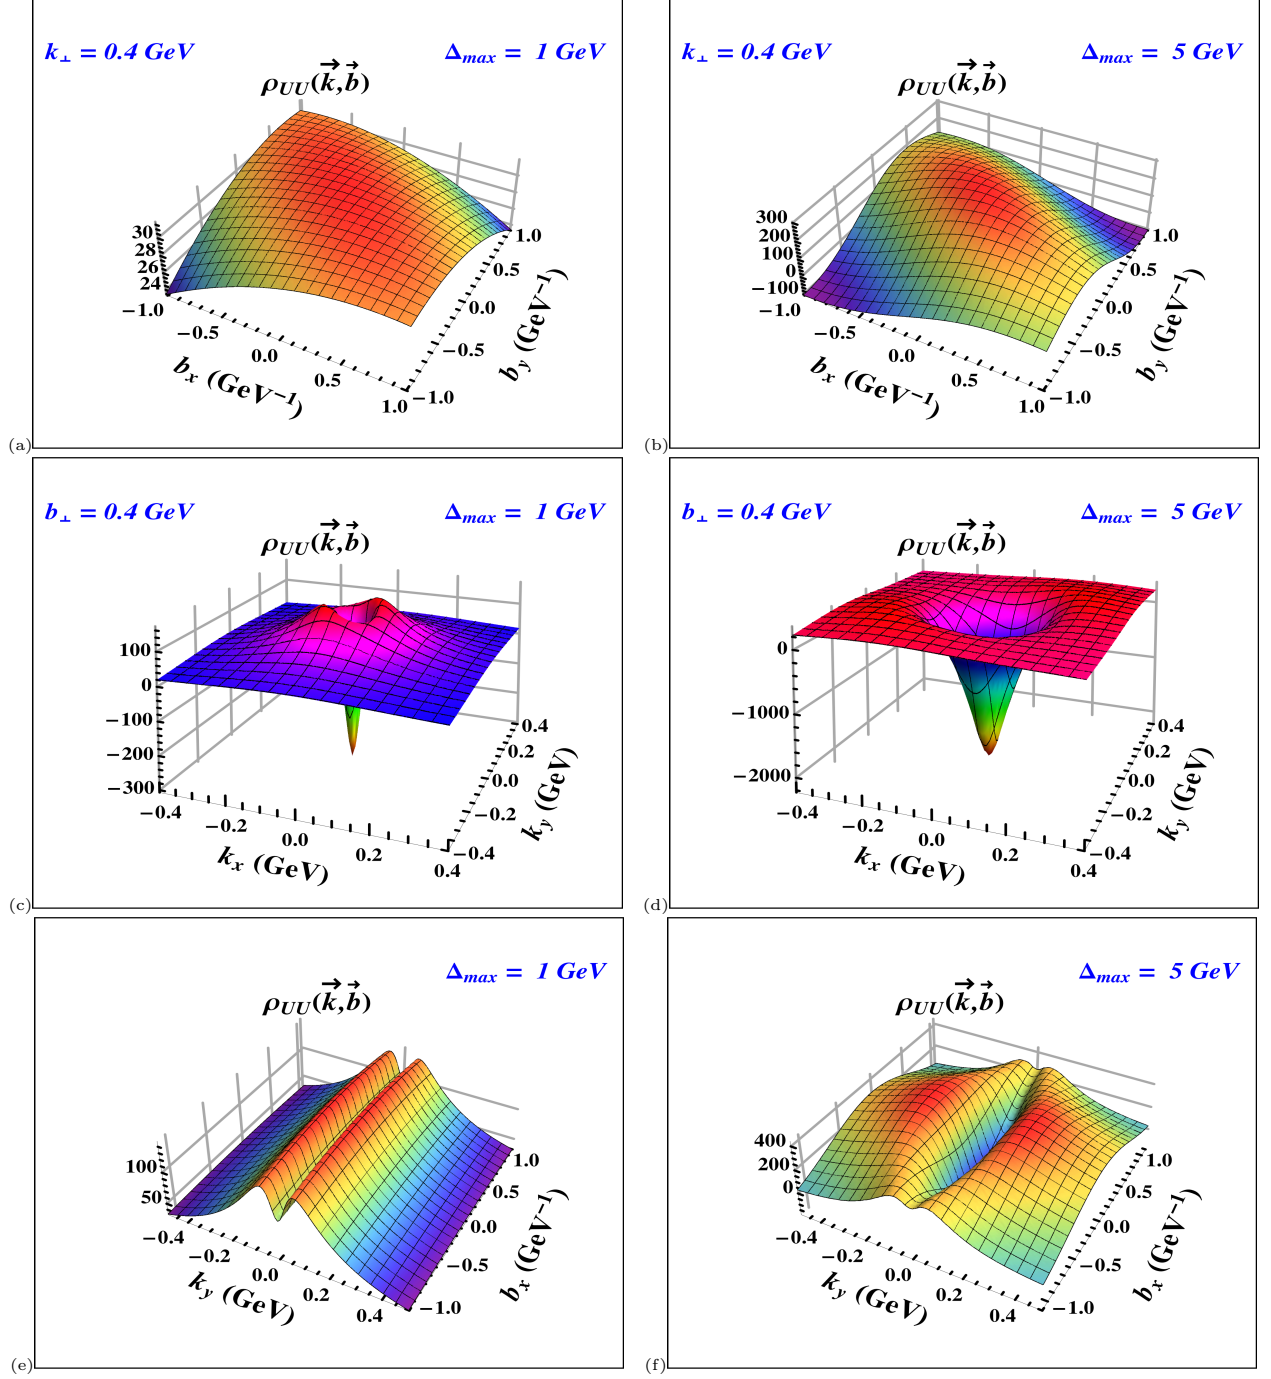 k⊥ = 0.4 GeV
Δmax = 1 GeV
ρUU(k⃗,b⃗)
30
28
26
24
−1.0
−0.5
0.0
0.5
1.0
bx (GeV−1)
−1.0
−0.5
0.0
0.5
1.0
by (GeV−1)
(a)
k⊥ = 0.4 GeV
Δmax = 5 GeV
ρUU(k⃗,b⃗)
300
200
100
0
−100
−1.0
−0.5
0.0
0.5
1.0
bx (GeV−1)
−1.0
−0.5
0.0
0.5
1.0
by (GeV−1)
(b)
b⊥ = 0.4 GeV
Δmax = 1 GeV
ρUU(k⃗,b⃗)
100
0
−100
−200
−300
−0.4
−0.2
0.0
0.2
0.4
kx (GeV)
−0.4
−0.2
0.0
0.2
0.4
ky (GeV)
(c)
b⊥ = 0.4 GeV
Δmax = 5 GeV
ρUU(k⃗,b⃗)
0
−1000
−2000
−0.4
−0.2
0.0
0.2
0.4
kx (GeV)
−0.4
−0.2
0.0
0.2
0.4
ky (GeV)
(d)
Δmax = 1 GeV
ρUU(k⃗,b⃗)
100
50
−0.4
−0.2
0.0
0.2
0.4
ky (GeV)
−1.0
−0.5
0.0
0.5
1.0
bx (GeV−1)
(e)
Δmax = 5 GeV
ρUU(k⃗,b⃗)
400
200
0
−0.4
−0.2
0.0
0.2
0.4
ky (GeV)
−1.0
−0.5
0.0
0.5
1.0
bx (GeV−1)
(f)